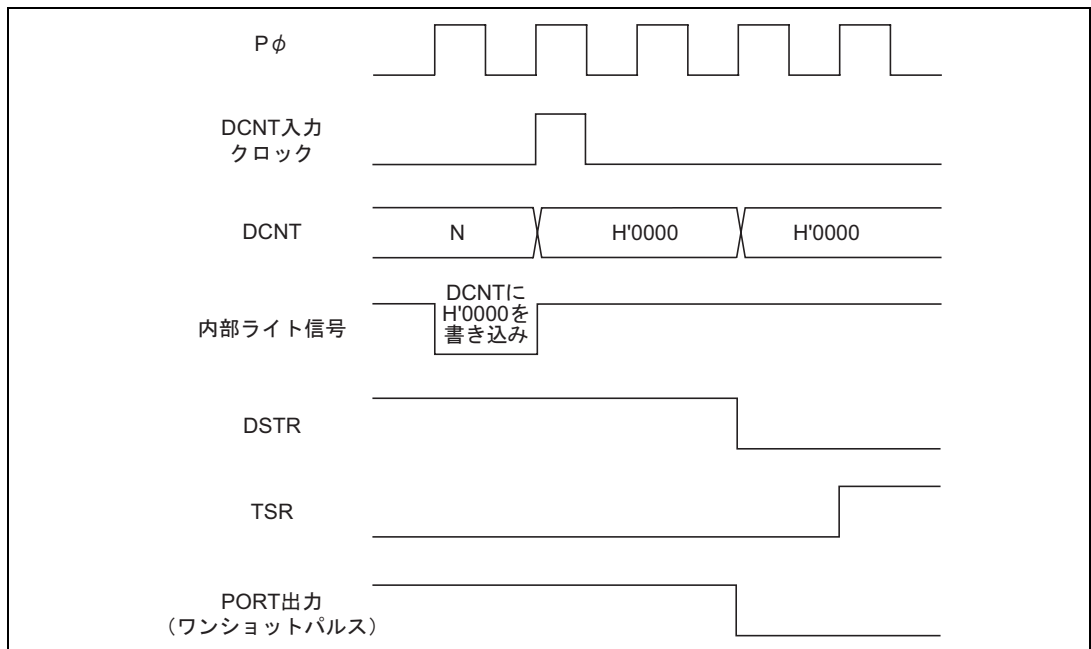 Pφ
DCNT入力
クロック
DCNT
N
H'0000
H'0000
内部ライト信号
DCNTに
H'0000を
書き込み
DSTR
TSR
PORT出力
（ワンショットパルス）